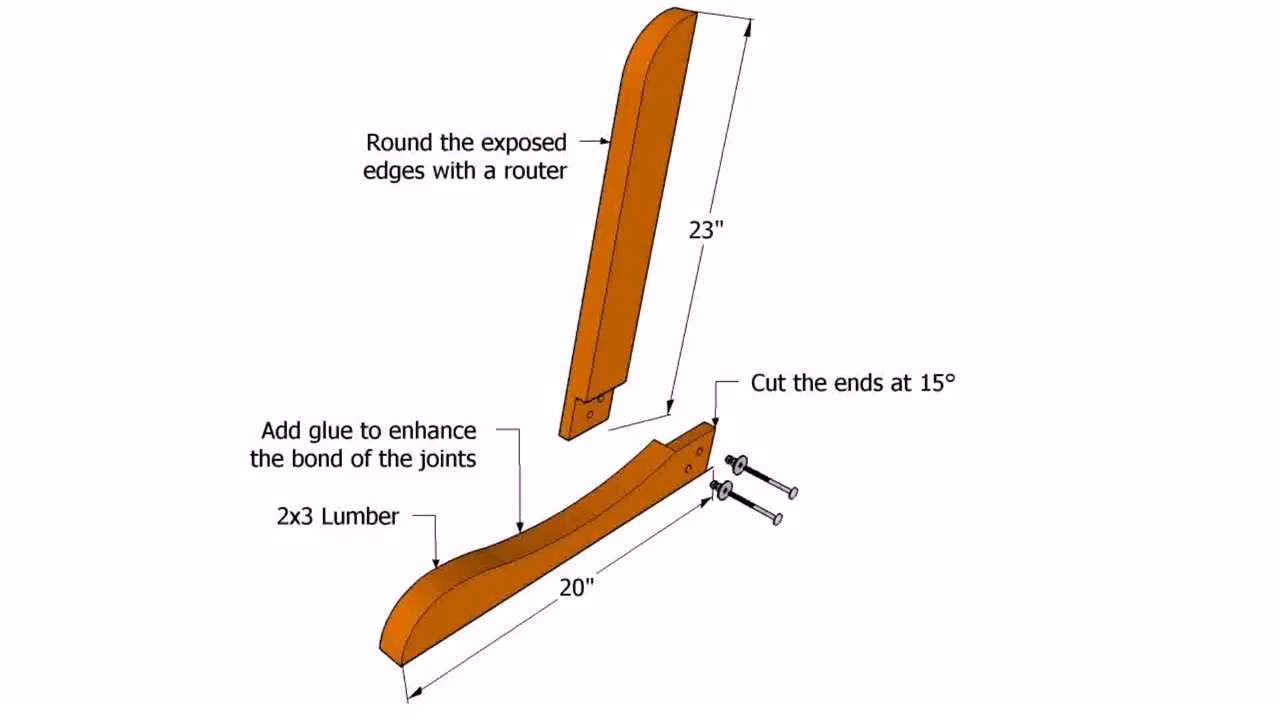 Round the exposed
edges with a router
23"
Cut the ends at 15°
Add glue to enhance
the bond of the joints
2x3 Lumber
20"